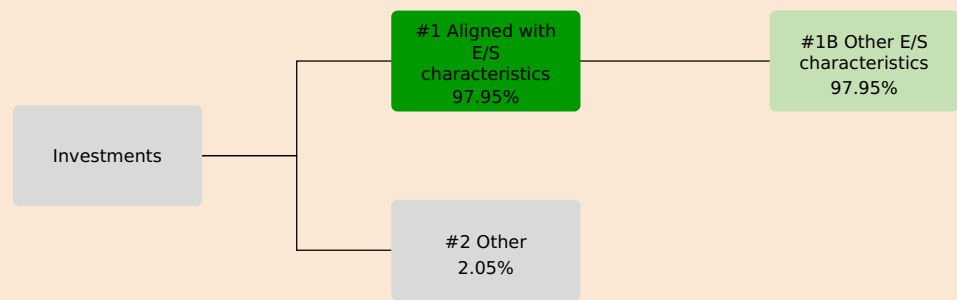 Investments
#1 Aligned with
E/S
characteristics
97.95%
#1B Other E/S
characteristics
97.95%
#2 Other
2.05%